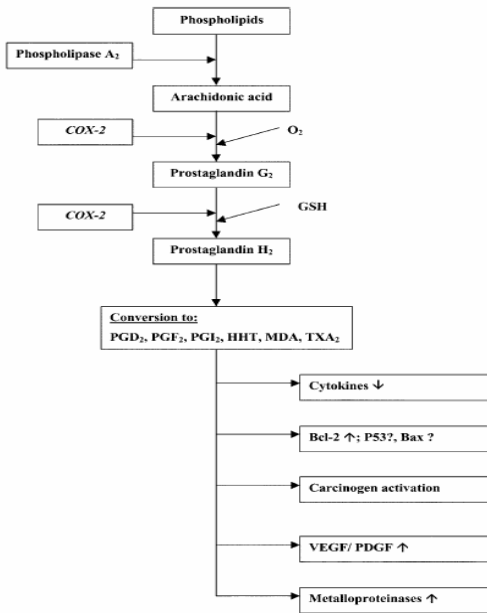 Phospholipids
Phospholipase A₂
Arachidonic acid
COX-2
O₂
Prostaglandin G₂
COX-2
GSH
Prostaglandin H₂
Conversion to:
PGD₂, PGF₂, PGI₂, HHT, MDA, TXA₂
Cytokines ↓
Bcl-2 ↑; P53?, Bax ?
Carcinogen activation
VEGF/ PDGF ↑
Metalloproteinases ↑